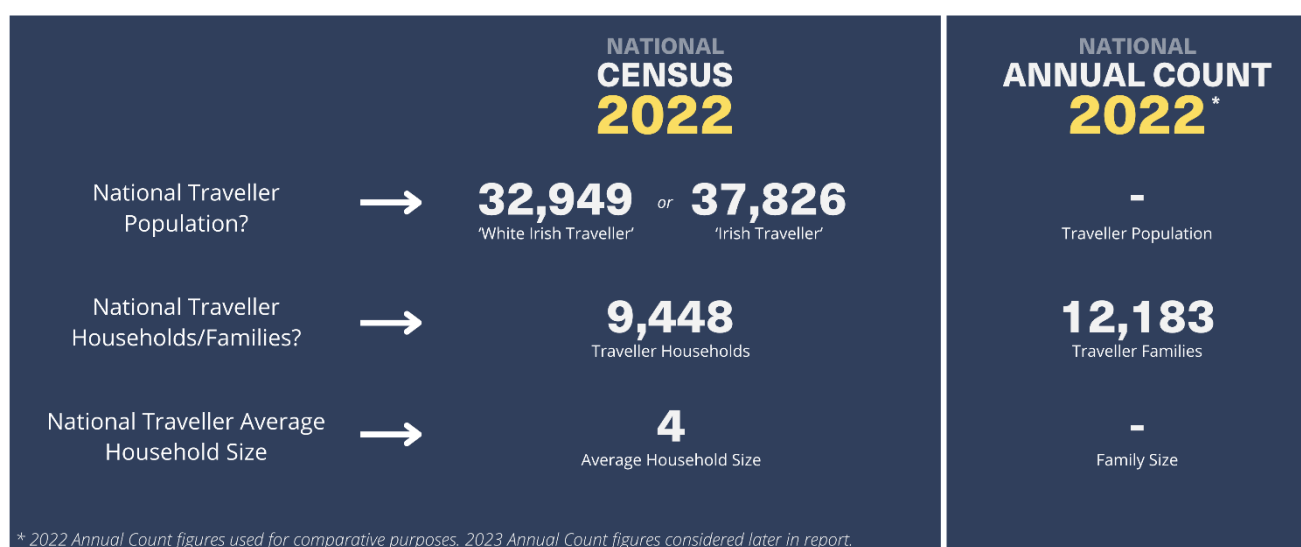 NATIONAL
CENSUS
2022
NATIONAL
ANNUAL COUNT
2022*
National Traveller
Population?
32,949 or 37,826
'White Irish Traveller' 'Irish Traveller'
-
Traveller Population
National Traveller
Households/Families?
9,448
Traveller Households
12,183
Traveller Families
National Traveller Average
Household Size
4
Average Household Size
-
Family Size
* 2022 Annual Count figures used for comparative purposes. 2023 Annual Count figures considered later in report.